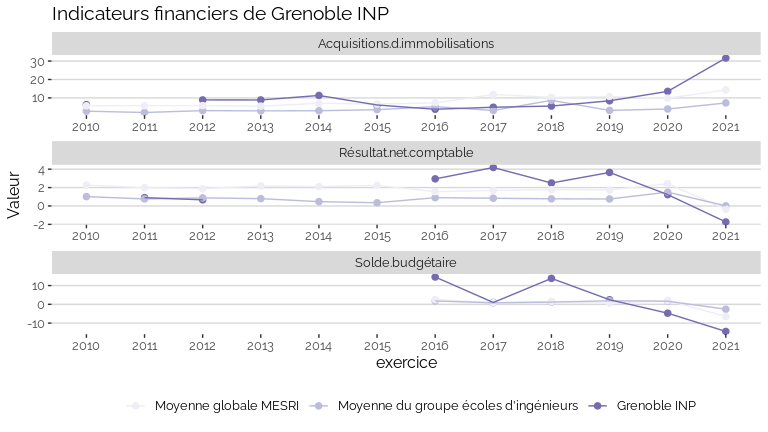 Indicateurs financiers de Grenoble INP
Acquisitions.d.immobilisations
30
20
10
2010 2011 2012 2013 2014 2015 2016 2017 2018 2019 2020 2021
Résultat.net.comptable
4
2
0
−2
2010 2011 2012 2013 2014 2015 2016 2017 2018 2019 2020 2021
Valeur
Solde.budgétaire
10
0
-10
2010 2011 2012 2013 2014 2015 2016 2017 2018 2019 2020 2021
exercice
Moyenne globale MESRI Moyenne du groupe écoles d'ingénieurs Grenoble INP